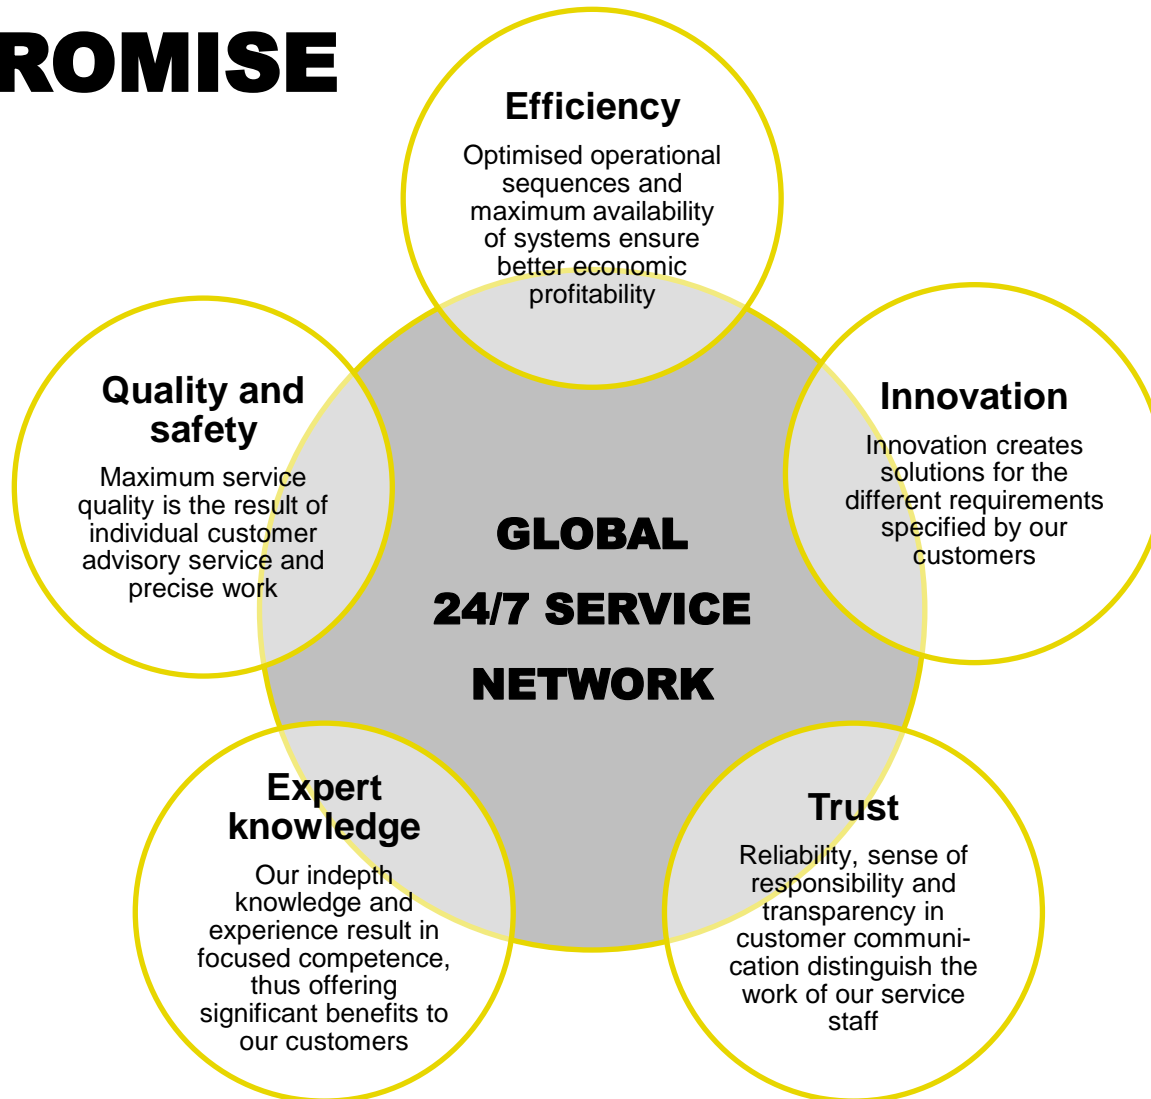 ROMISE
Efficiency
Optimised operational
sequences and
maximum availability
of systems ensure
better economic
profitability
Quality and
safety
Maximum service
quality is the result of
individual customer
advisory service and
precise work
Innovation
Innovation creates
solutions for the
different requirements
specified by our
customers
GLOBAL
24/7 SERVICE
NETWORK
Expert
knowledge
Our indepth
knowledge and
experience result in
focused competence,
thus offering
significant benefits to
our customers
Trust
Reliability, sense of
responsibility and
transparency in
customer communi-
cation distinguish the
work of our service
staff